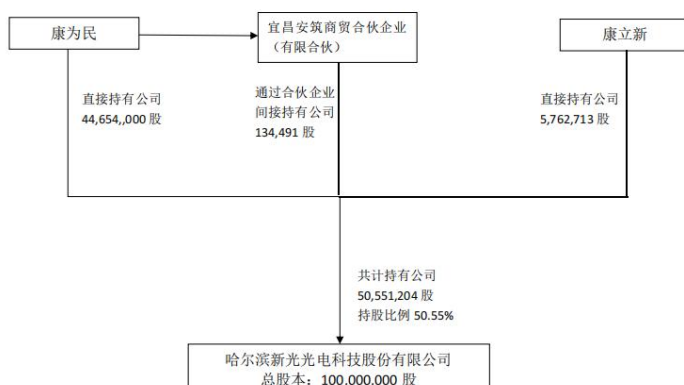 康为民
宜昌安筑商贸合伙企业
（有限合伙）
康立新
直接持有公司
44,654,,000 股
通过合伙企业
间接持有公司
134,491 股
直接持有公司
5,762,713 股
共计持有公司
50,551,204 股
持股比例 50.55%
哈尔滨新光光电科技股份有限公司
总股本：100,000,000 股